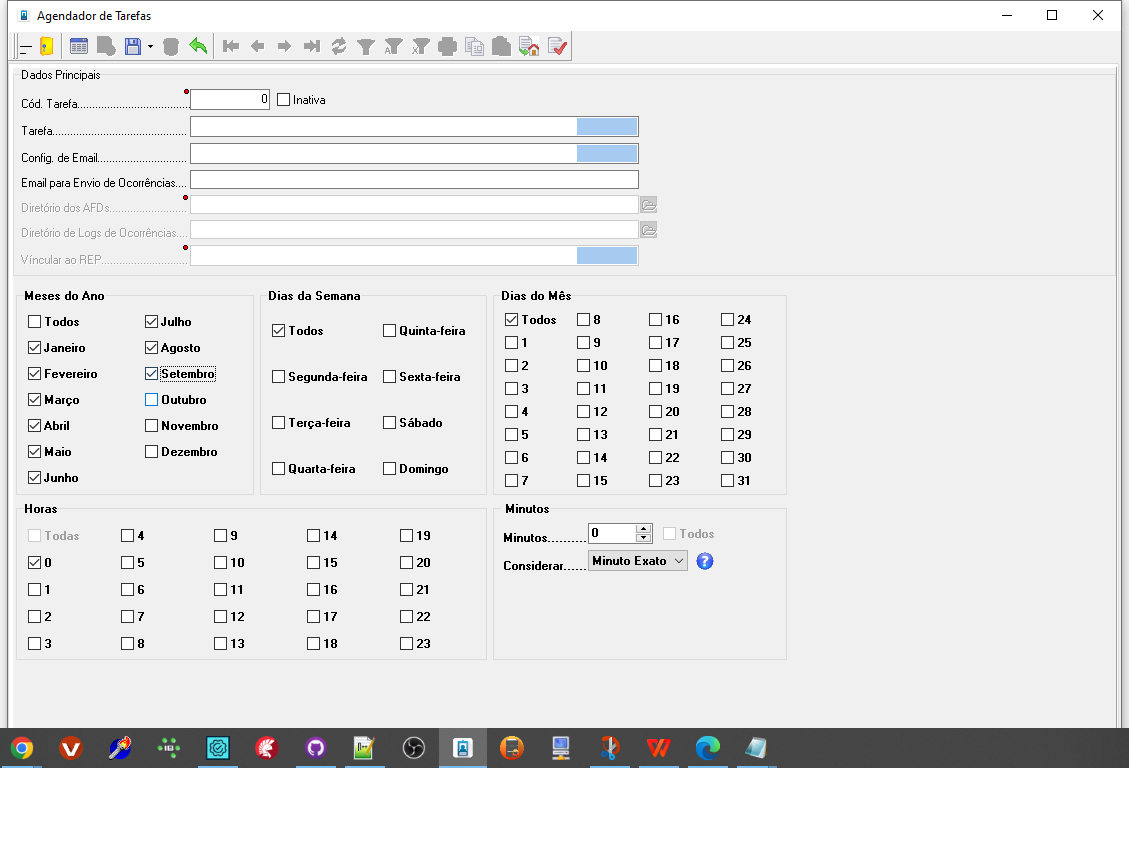 Agendador de Tarefas
Dados Principais
Cód. Tarefa...................................... 0 Inativa
Tarefa..............................................
Config. de Email..............................
Email para Envio de Ocorrências....
Diretório dos AFDs..........................
Diretório de Logs de Ocorrências....
Víncular ao REP.............................
Meses do Ano
Todos Julho
Janeiro Agosto
Fevereiro Setembro
Março Outubro
Abril Novembro
Maio Dezembro
Junho
Dias da Semana
Todos Quinta-feira
Segunda-feira Sexta-feira
Terça-feira Sábado
Quarta-feira Domingo
Dias do Mês
Todos 8 16 24
1 9 17 25
2 10 18 26
3 11 19 27
4 12 20 28
5 13 21 29
6 14 22 30
7 15 23 31
Horas
Todas 4 9 14 19
0 5 10 15 20
1 6 11 16 21
2 7 12 17 22
3 8 13 18 23
Minutos
Minutos.......... 0 Todos
Considerar...... Minuto Exato ?